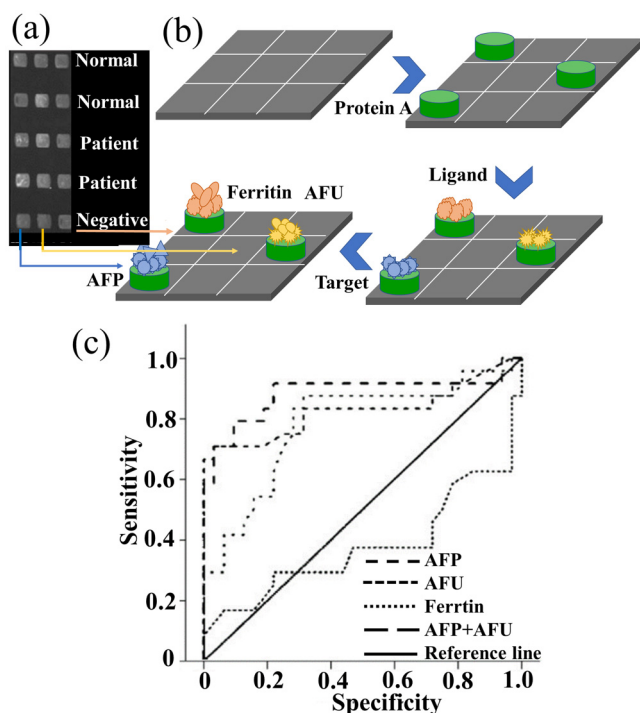 (a)
Normal
Normal
Patient
Patient
Negative
(b)
Protein A
Ligand
Target
Ferritin AFU
AFP
(c)
Sensitivity
1.0
0.8
0.6
0.4
0.2
0
0 0.2 0.4 0.6 0.8 1.0
Specificity
AFP
AFU
Ferrtin
AFP+AFU
Reference line